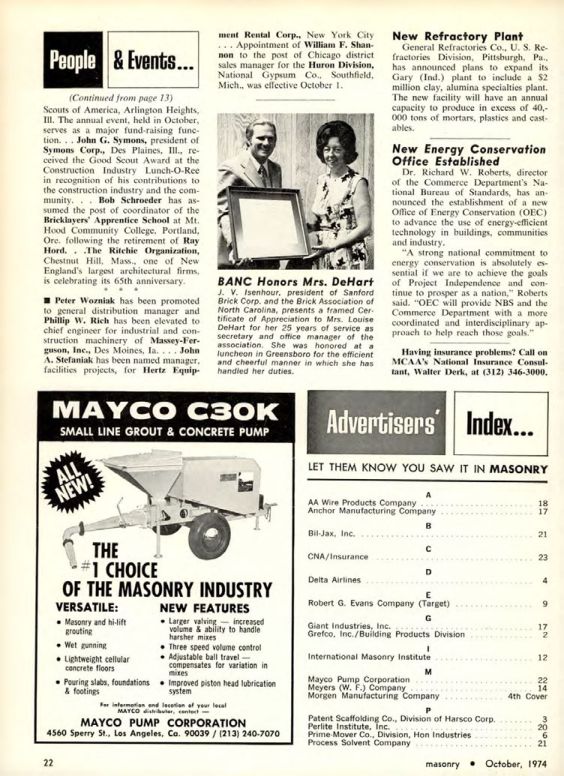 People & Events...
(Continued from page 13)
Scouts of America, Arlington Heights,
Ill. The annual event, held in October,
serves as a major fund-raising func-
tion. . . John G. Symons, president of
Symons Corp., Des Plaines, Ill., re-
ceived the Good Scout Award at the
Construction Industry Lunch-O-Ree
in recognition of his contributions to
the construction industry and the com-
munity. . . Bob Schroeder has as-
sumed the post of coordinator of the
Bricklayers' Apprentice School at Mt.
Hood Community College, Portland,
Ore. following the retirement of Ray
Hord. . .The Ritchie Organization,
Chestnut Hill, Mass., one of New
England's largest architectural firms,
is celebrating its 65th anniversary.
* * *
■ Peter Wozniak has been promoted
to general distribution manager and
Phillip W. Rich has been elevated to
chief engineer for industrial and con-
struction machinery of Massey-Fer-
guson, Inc., Des Moines, Ia. . . . John
A. Stefaniak has been named manager,
facilities projects, for Hertz Equip-
ment Rental Corp., New York City
. . . Appointment of William F. Shan-
non to the post of Chicago district
sales manager for the Huron Division,
National Gypsum Co., Southfield,
Mich., was effective October 1.
BANC Honors Mrs. DeHart
J. V. Isenhour, president of Sanford
Brick Corp. and the Brick Association of
North Carolina, presents a framed Cer-
tificate of Appreciation to Mrs. Louise
DeHart for her 25 years of service as
secretary and office manager of the
association. She was honored at a
luncheon in Greensboro for the efficient
and cheerful manner in which she has
handled her duties.
New Refractory Plant
General Refractories Co., U. S. Re-
fractories Division, Pittsburgh, Pa.,
has announced plans to expand its
Gary (Ind.) plant to include a $2
million clay, alumina specialties plant.
The new facility will have an annual
capacity to produce in excess of 40,-
000 tons of mortars, plastics and cast-
ables.
New Energy Conservation
Office Established
Dr. Richard W. Roberts, director
of the Commerce Department's Na-
tional Bureau of Standards, has an-
nounced the establishment of a new
Office of Energy Conservation (OEC)
to advance the use of energy-efficient
technology in buildings, communities
and industry.
"A strong national commitment to
energy conservation is absolutely es-
sential if we are to achieve the goals
of Project Independence and con-
tinue to prosper as a nation," Roberts
said. "OEC will provide NBS and the
Commerce Department with a more
coordinated and interdisciplinary ap-
proach to help reach those goals."
Having insurance problems? Call on
MCAA's National Insurance Consul-
tant, Walter Derk, at (312) 346-3000.
MAYCO C30K
SMALL LINE GROUT & CONCRETE PUMP
ALL
NEW!
THE
#1 CHOICE
OF THE MASONRY INDUSTRY
VERSATILE:
• Masonry and hi-lift
grouting
• Wet gunning
• Lightweight cellular
concrete floors
• Pouring slabs, foundations
& footings
NEW FEATURES
• Larger valving — increased
volume & ability to handle
harsher mixes
• Three speed volume control
• Adjustable ball travel —
compensates for variation in
mixes
• Improved piston head lubrication
system
For information and location of your local
MAYCO distributor, contact —
MAYCO PUMP CORPORATION
4560 Sperry St., Los Angeles, Ca. 90039 / (213) 240-7070
Advertisers' Index...
LET THEM KNOW YOU SAW IT IN MASONRY
A
AA Wire Products Company 18
Anchor Manufacturing Company 17
B
Bil-Jax, Inc. 21
C
CNA/Insurance 23
D
Delta Airlines 4
E
Robert G. Evans Company (Target) 9
G
Giant Industries, Inc. 17
Grefco, Inc./Building Products Division 2
I
International Masonry Institute 12
M
Mayco Pump Corporation 22
Meyers (W. F.) Company 14
Morgen Manufacturing Company 4th Cover
P
Patent Scaffolding Co., Division of Harsco Corp. 3
Perlite Institute, Inc. 20
Prime-Mover Co., Division, Hon Industries 6
Process Solvent Company 21
22
masonry • October, 1974